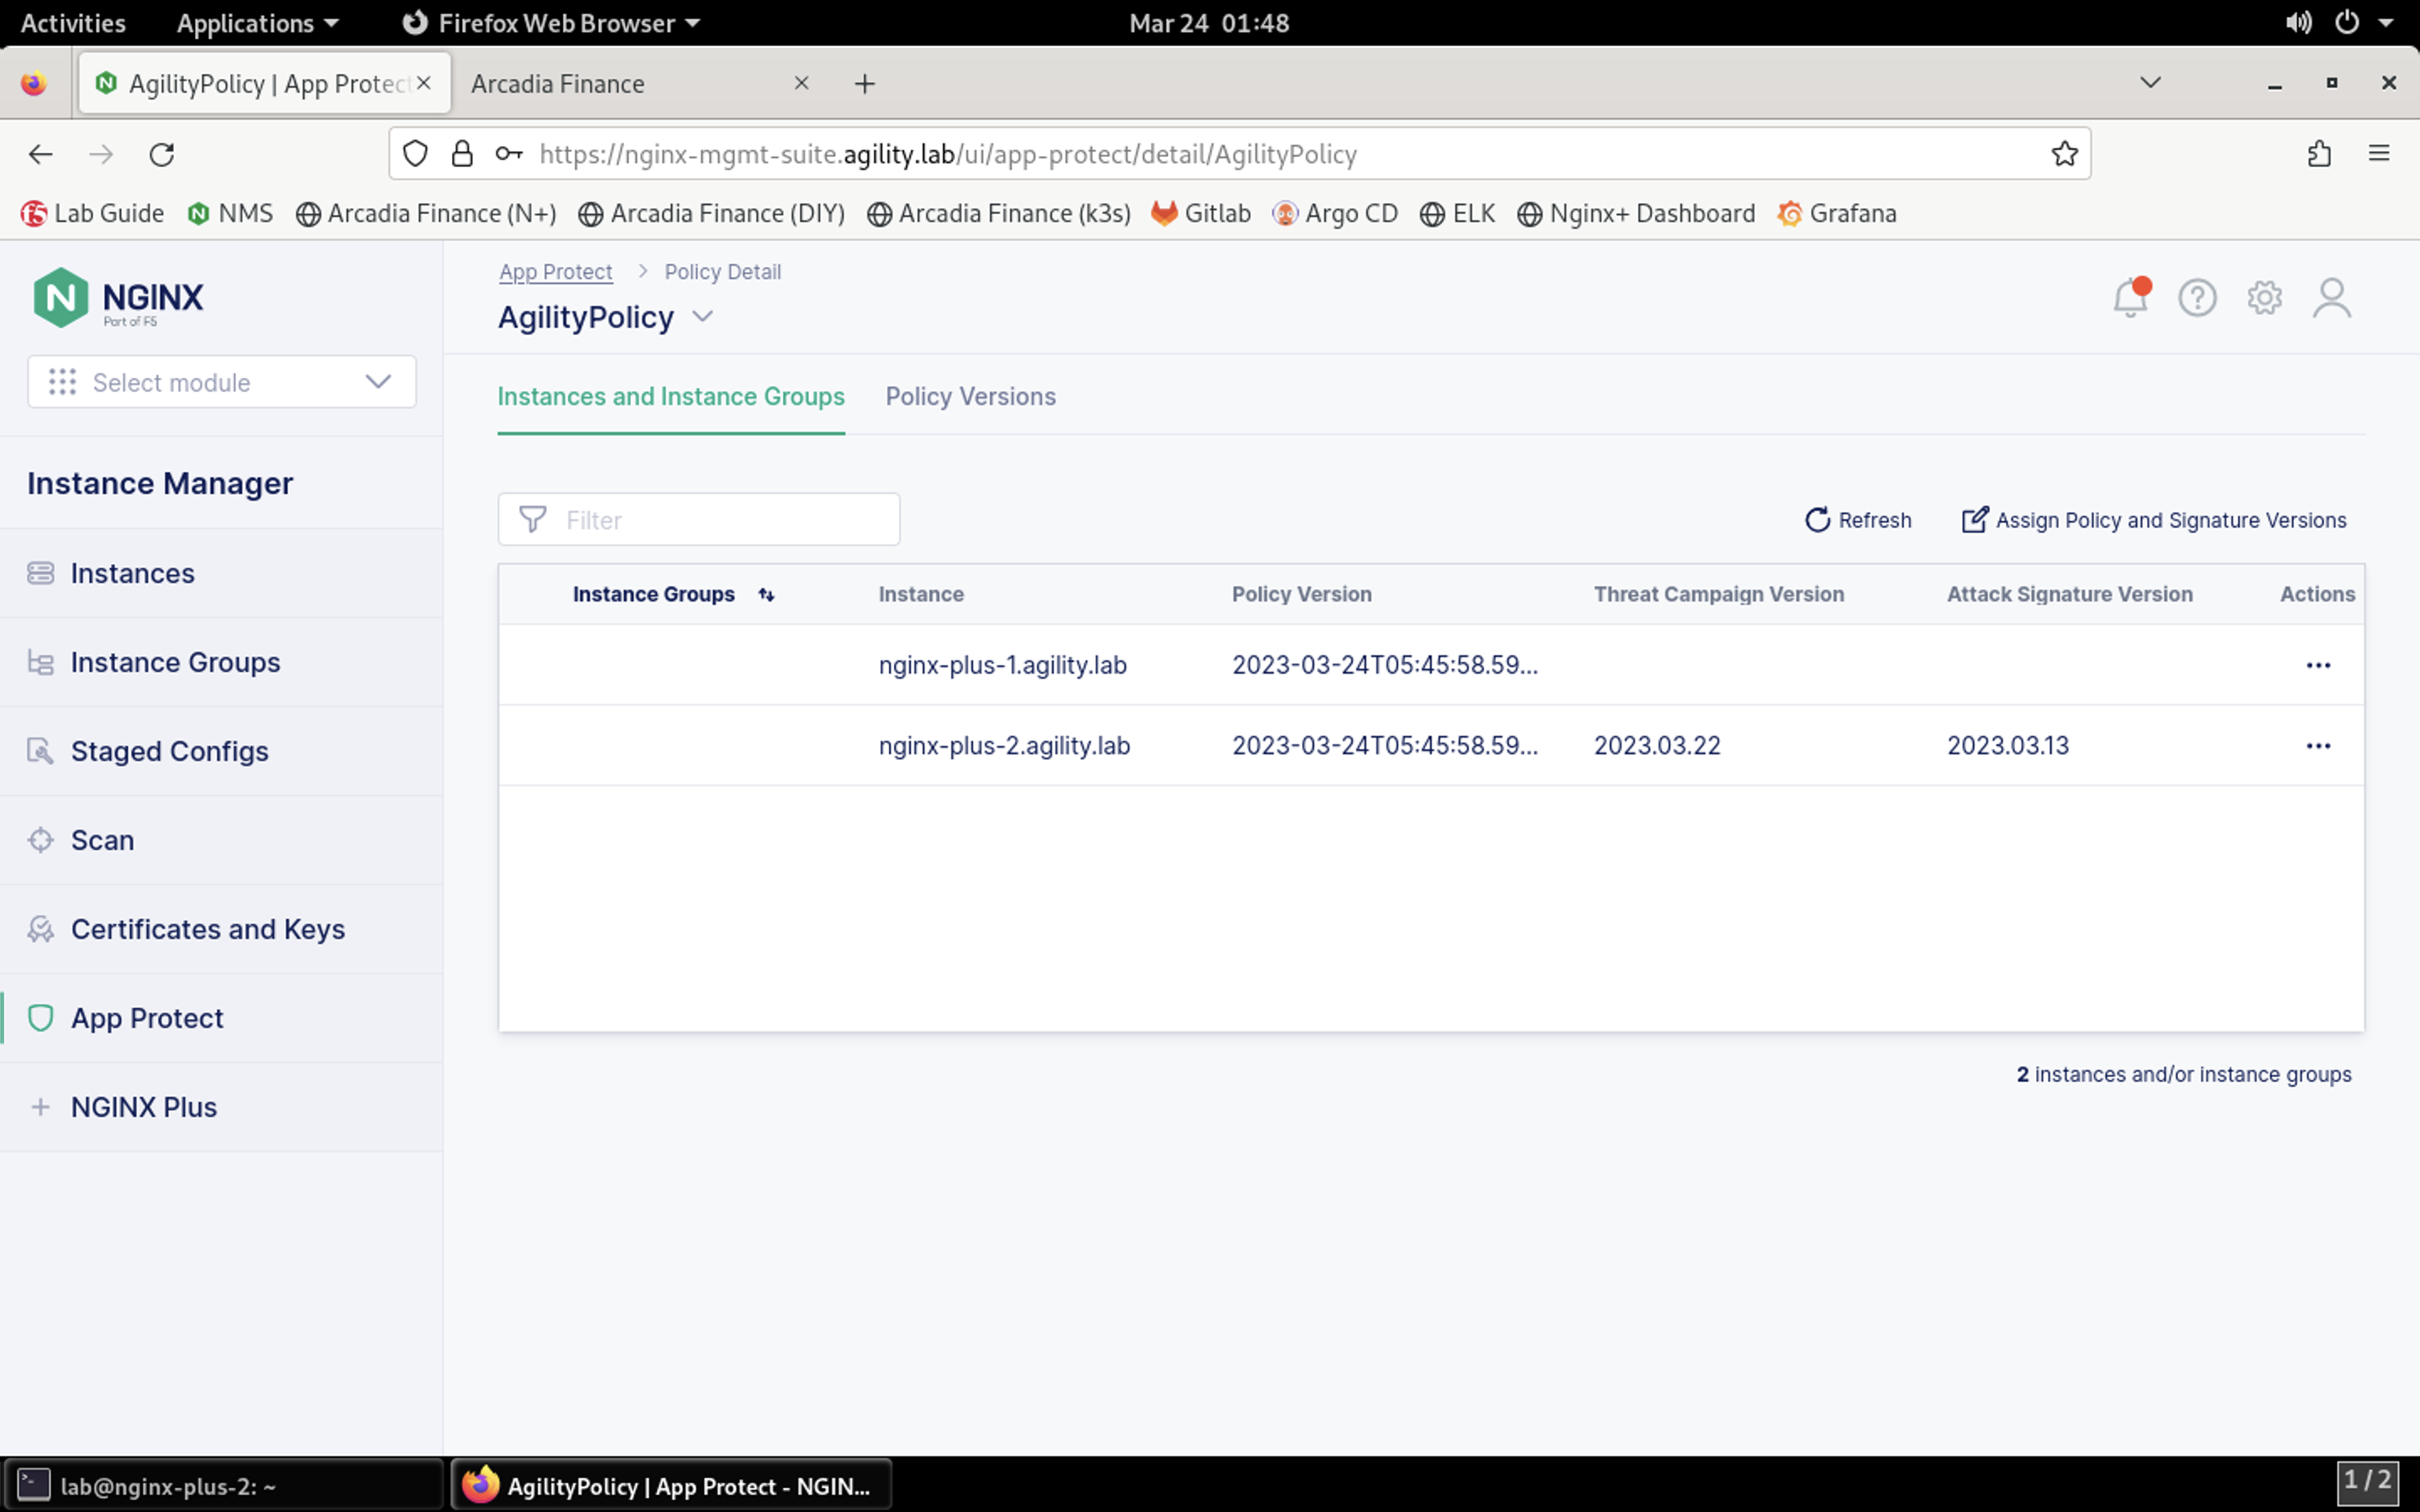 Activities Applications Firefox Web Browser Mar 24 01:48
AgilityPolicy | App Protec Arcadia Finance
https://nginx-mgmt-suite.agility.lab/ui/app-protect/detail/AgilityPolicy
Lab Guide NMS Arcadia Finance (N+) Arcadia Finance (DIY) Arcadia Finance (k3s) Gitlab Argo CD ELK Nginx+ Dashboard Grafana
NGINX
Part of F5
Select module
Instance Manager
Instances
Instance Groups
Staged Configs
Scan
Certificates and Keys
App Protect
NGINX Plus
App Protect > Policy Detail
AgilityPolicy
Instances and Instance Groups Policy Versions
Filter Refresh Assign Policy and Signature Versions
Instance Groups Instance Policy Version Threat Campaign Version Attack Signature Version Actions
nginx-plus-1.agility.lab 2023-03-24T05:45:58.59... ...
nginx-plus-2.agility.lab 2023-03-24T05:45:58.59... 2023.03.22 2023.03.13 ...
2 instances and/or instance groups
lab@nginx-plus-2: ~ AgilityPolicy | App Protect - NGIN... 1 / 2